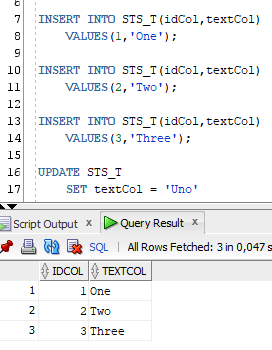 6
7 INSERT INTO STS_T(idCol,textCol)
8 VALUES(1,'One');
9
10 INSERT INTO STS_T(idCol,textCol)
11 VALUES(2,'Two');
12
13 INSERT INTO STS_T(idCol,textCol)
14 VALUES(3,'Three');
15
16 UPDATE STS_T
17 SET textCol = 'Uno'
Script Output x Query Result x
SQL | All Rows Fetched: 3 in 0,047 s
IDCOL TEXTCOL
1 1 One
2 2 Two
3 3 Three